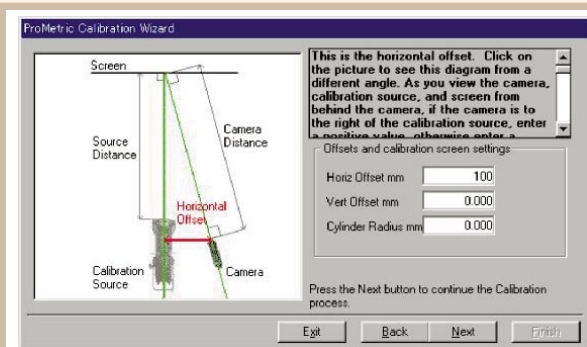 ProMetric Calibration Wizard
Screen
Source
Distance
Camera
Distance
Horizontal
Offset
Calibration
Source
Camera
This is the horizontal offset. Click on
the picture to see this diagram from a
different angle. As you view the camera,
calibration source, and screen from
behind the camera, if the camera is to
the right of the calibration source, enter
a positive value, otherwise enter a
Offsets and calibration screen settings
Horiz Offset mm 100
Vert Offset mm 0.000
Cylinder Radius mm 0.000
Press the Next button to continue the Calibration
process.
Exit Back Next Finish